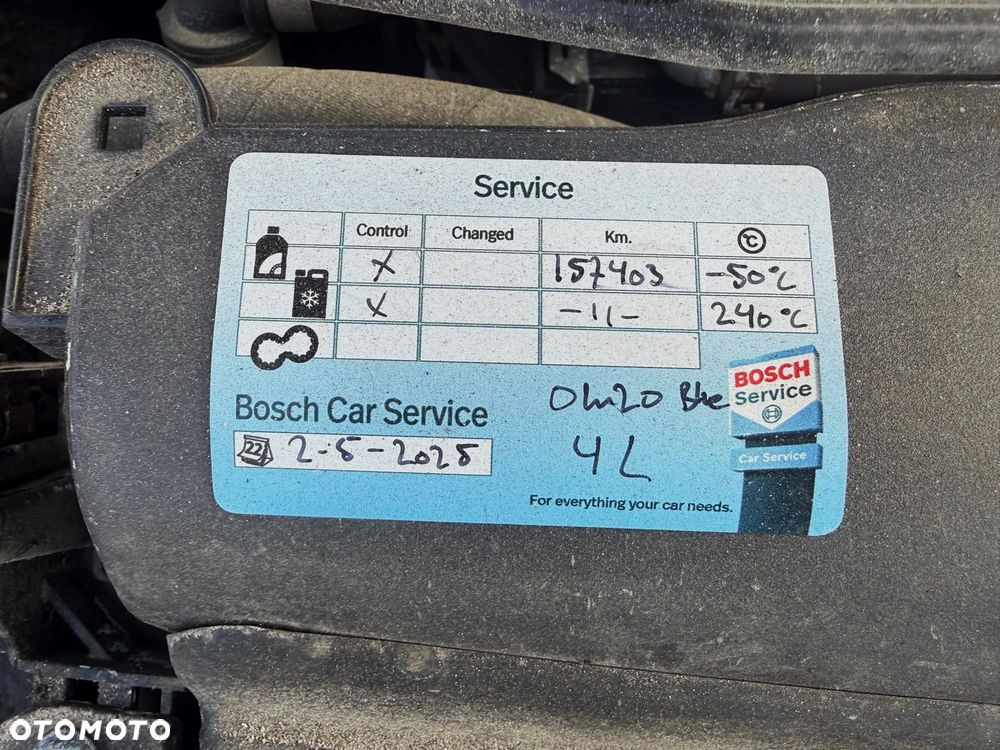 Service
Control Changed Km. °C
X 157403 -50°C
X -11- 240°C
Bosch Car Service
22 2-5-2025
0W20
4L
For everything your car needs.
BOSCH
Service
Car Service
OTOMOTO